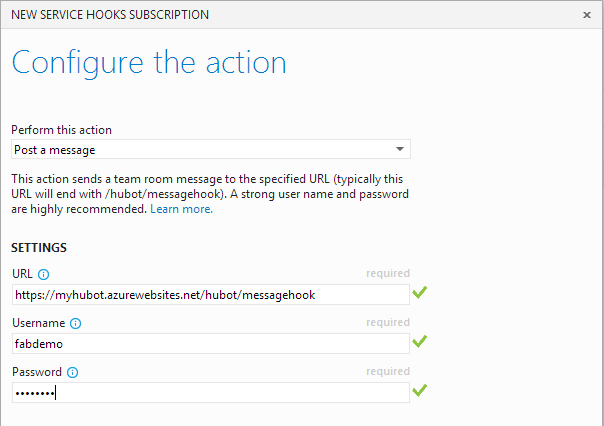 NEW SERVICE HOOKS SUBSCRIPTION
Configure the action
Perform this action
Post a message
This action sends a team room message to the specified URL (typically this
URL will end with /hubot/messagehook). A strong user name and password
are highly recommended. Learn more.
SETTINGS
URL required
https://myhubot.azurewebsites.net/hubot/messagehook
Username required
fabdemo
Password required
••••••••